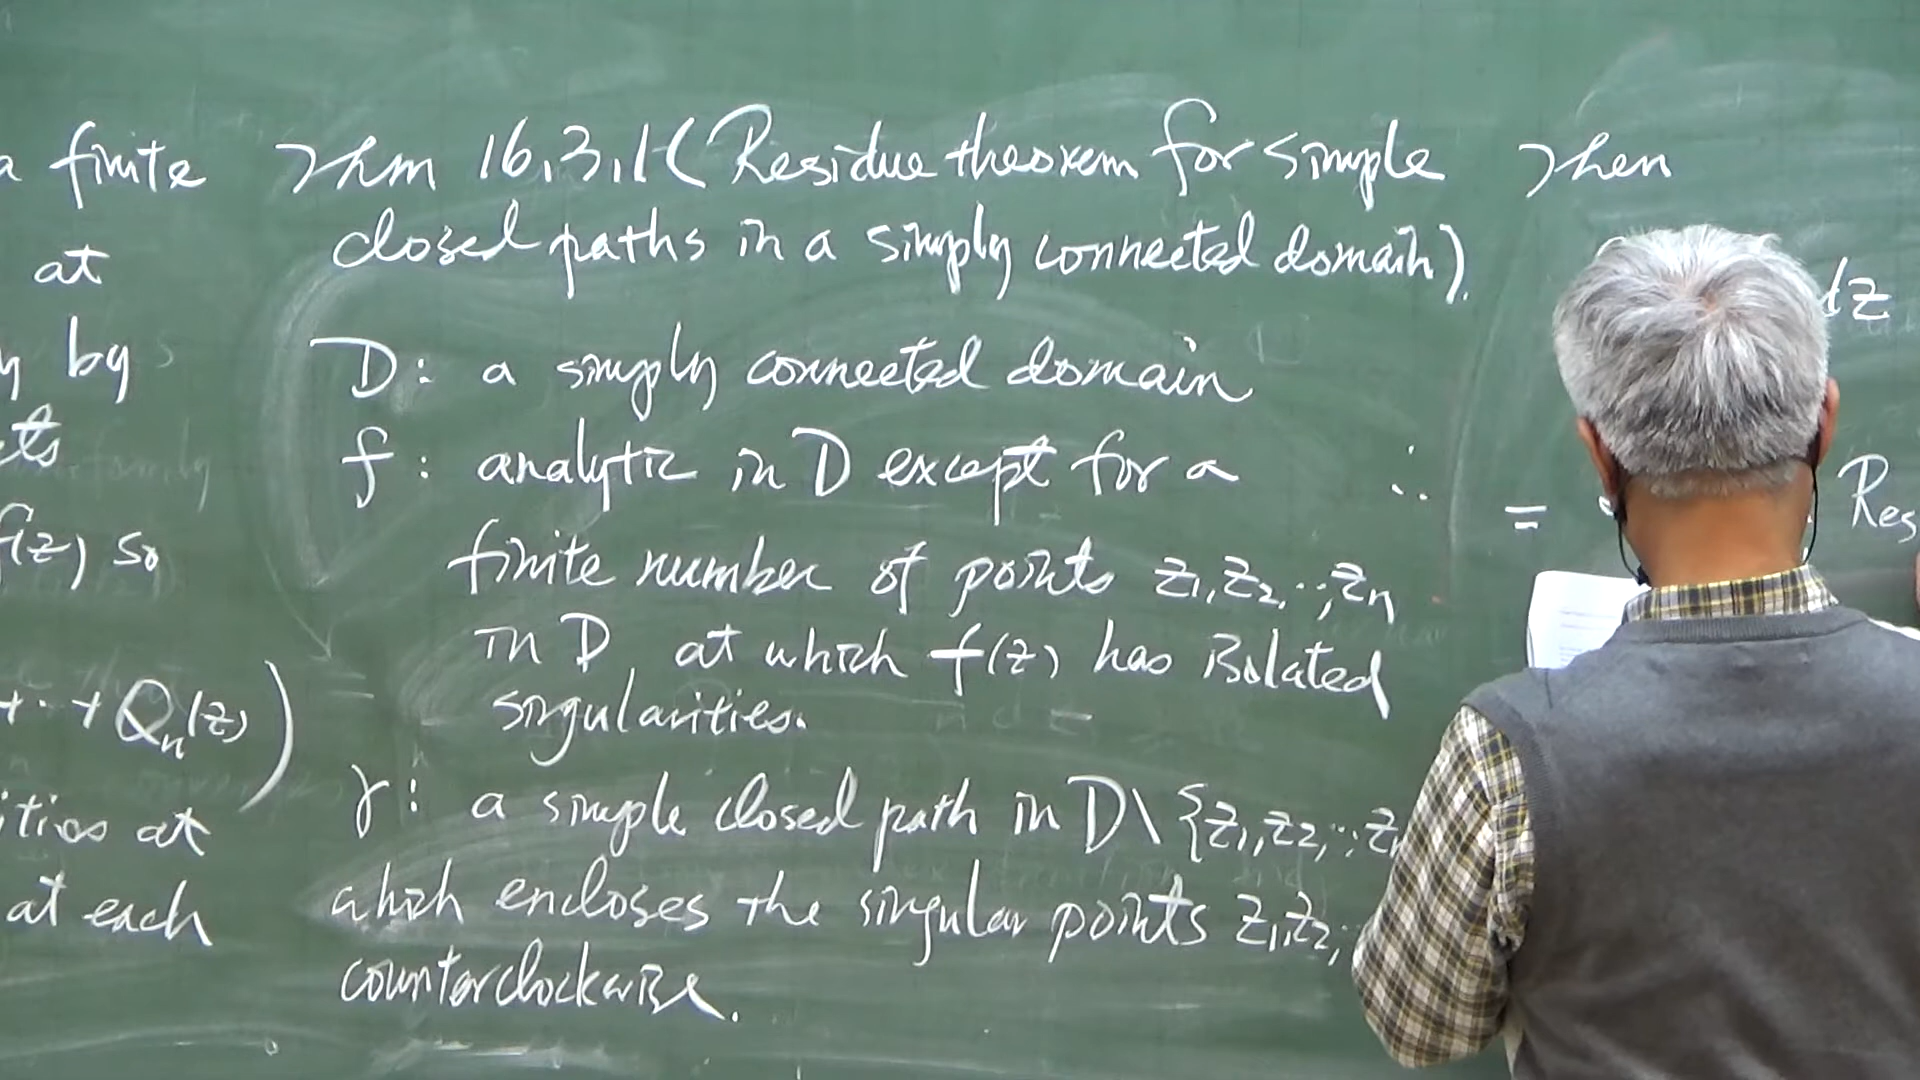 a finite
at
by
f(z) so
+ ·· + Qn(z) )
at
at each
Thm 16.3.1 (Residue theorem for simple
closed paths in a simply connected domain).
D: a simply connected domain
f: analytic in D except for a
finite number of points z1, z2, ··, zn
in D, at which f(z) has isolated
singularities.
γ: a simple closed path in D\{z1, z2, ··, zn
which encloses the singular points z1, z2,
counterclockwise.
Then
dz
∴
= Res